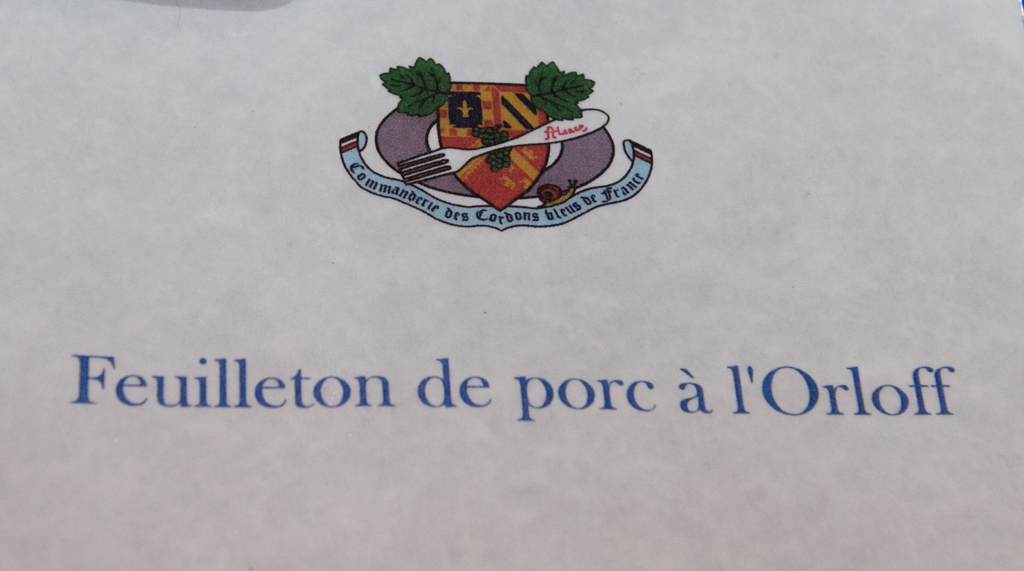 Alsace
Commanderie des Cordons bleus de France
Feuilleton de porc à l'Orloff